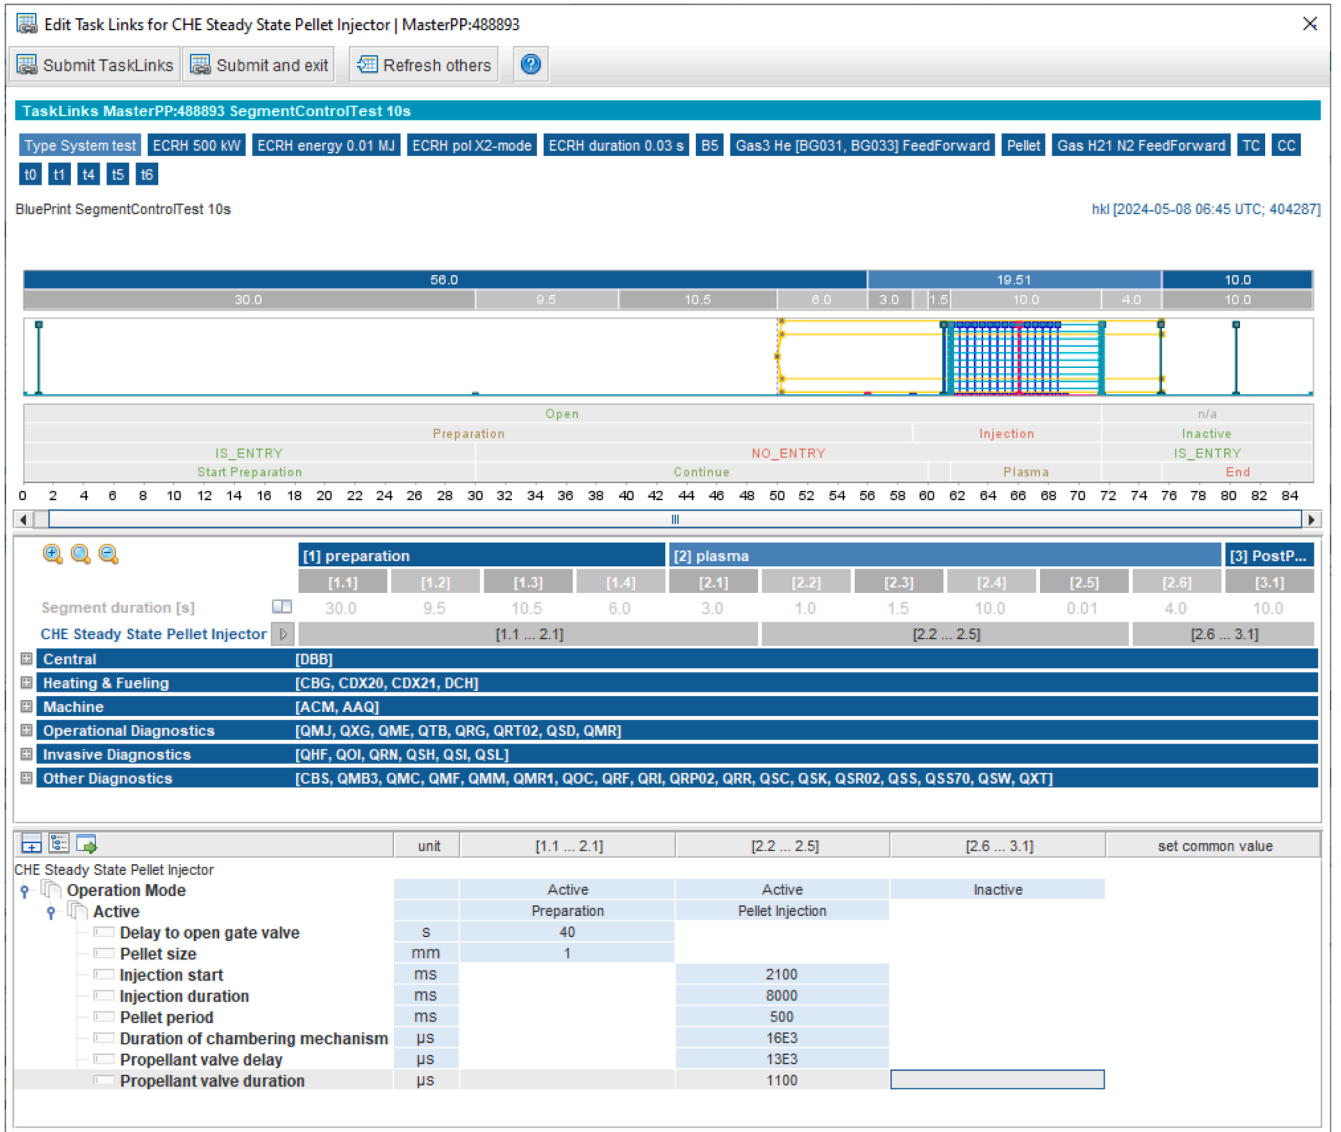 Edit Task Links for CHE Steady State Pellet Injector | MasterPP:488893
Submit TaskLinks Submit and exit Refresh others
TaskLinks MasterPP:488893 SegmentControlTest 10s
Type System test ECRH 500 kW ECRH energy 0.01 MJ ECRH pol X2-mode ECRH duration 0.03 s B5 Gas3 He [BG031, BG033] FeedForward Pellet Gas H21 N2 FeedForward TC CC
t0 t1 t4 t5 t6
BluePrint SegmentControlTest 10s hkl [2024-05-08 06:45 UTC; 404287]
56.0 19.51 10.0
30.0 9.5 10.5 6.0 3.0 1.5 10.0 4.0 10.0
Open n/a
Preparation Injection Inactive
IS_ENTRY NO_ENTRY IS_ENTRY
Start Preparation Continue Plasma End
0 2 4 6 8 10 12 14 16 18 20 22 24 26 28 30 32 34 36 38 40 42 44 46 48 50 52 54 56 58 60 62 64 66 68 70 72 74 76 78 80 82 84
[1] preparation [2] plasma [3] PostP...
[1.1] [1.2] [1.3] [1.4] [2.1] [2.2] [2.3] [2.4] [2.5] [2.6] [3.1]
Segment duration [s] 30.0 9.5 10.5 6.0 3.0 1.0 1.5 10.0 0.01 4.0 10.0
CHE Steady State Pellet Injector [1.1 ... 2.1] [2.2 ... 2.5] [2.6 ... 3.1]
Central [DBB]
Heating & Fueling [CBG, CDX20, CDX21, DCH]
Machine [ACM, AAQ]
Operational Diagnostics [QMJ, QXG, QME, QTB, QRG, QRT02, QSD, QMR]
Invasive Diagnostics [QHF, QOI, QRN, QSH, QSI, QSL]
Other Diagnostics [CBS, QMB3, QMC, QMF, QMM, QMR1, QOC, QRF, QRI, QRP02, QRR, QSC, QSK, QSR02, QSS, QSS70, QSW, QXT]
unit [1.1 ... 2.1] [2.2 ... 2.5] [2.6 ... 3.1] set common value
CHE Steady State Pellet Injector
Operation Mode Active Active Inactive
Active Preparation Pellet Injection
Delay to open gate valve s 40
Pellet size mm 1
Injection start ms 2100
Injection duration ms 8000
Pellet period ms 500
Duration of chambering mechanism µs 16E3
Propellant valve delay µs 13E3
Propellant valve duration µs 1100